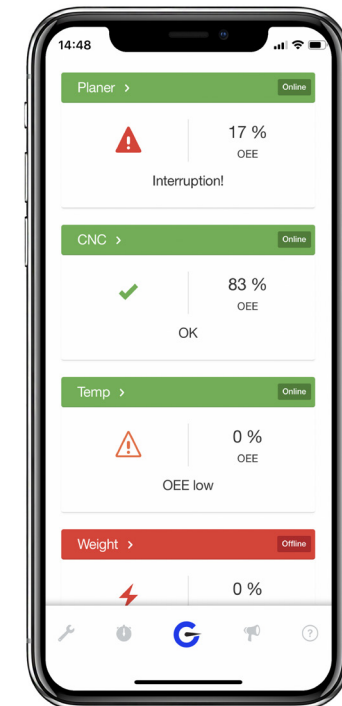 14:48
Planer >
Online
17 %
OEE
Interruption!
CNC >
Online
83 %
OEE
OK
Temp >
Online
0 %
OEE
OEE low
Weight >
Offline
0 %